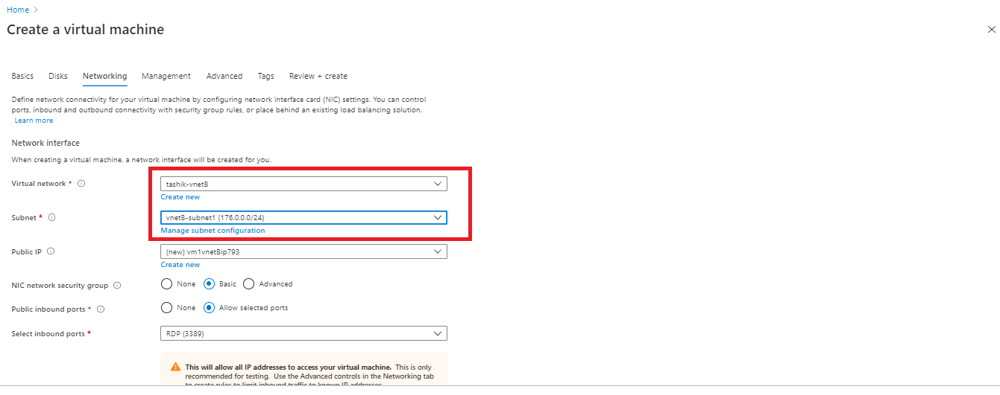 Home >
Create a virtual machine
Basics Disks Networking Management Advanced Tags Review + create
Define network connectivity for your virtual machine by configuring network interface card (NIC) settings. You can control
ports, inbound and outbound connectivity with security group rules, or place behind an existing load balancing solution.
Learn more
Network interface
When creating a virtual machine, a network interface will be created for you.
Virtual network * tashik-vnetB
Create new
Subnet * vnetB-subnet1 (176.0.0.0/24)
Manage subnet configuration
Public IP (new) vm1vnetBip793
Create new
NIC network security group None Basic Advanced
Public inbound ports * None Allow selected ports
Select inbound ports * RDP (3389)
This will allow all IP addresses to access your virtual machine. This is only
recommended for testing. Use the Advanced controls in the Networking tab
to create rules to limit inbound traffic to known IP addresses.